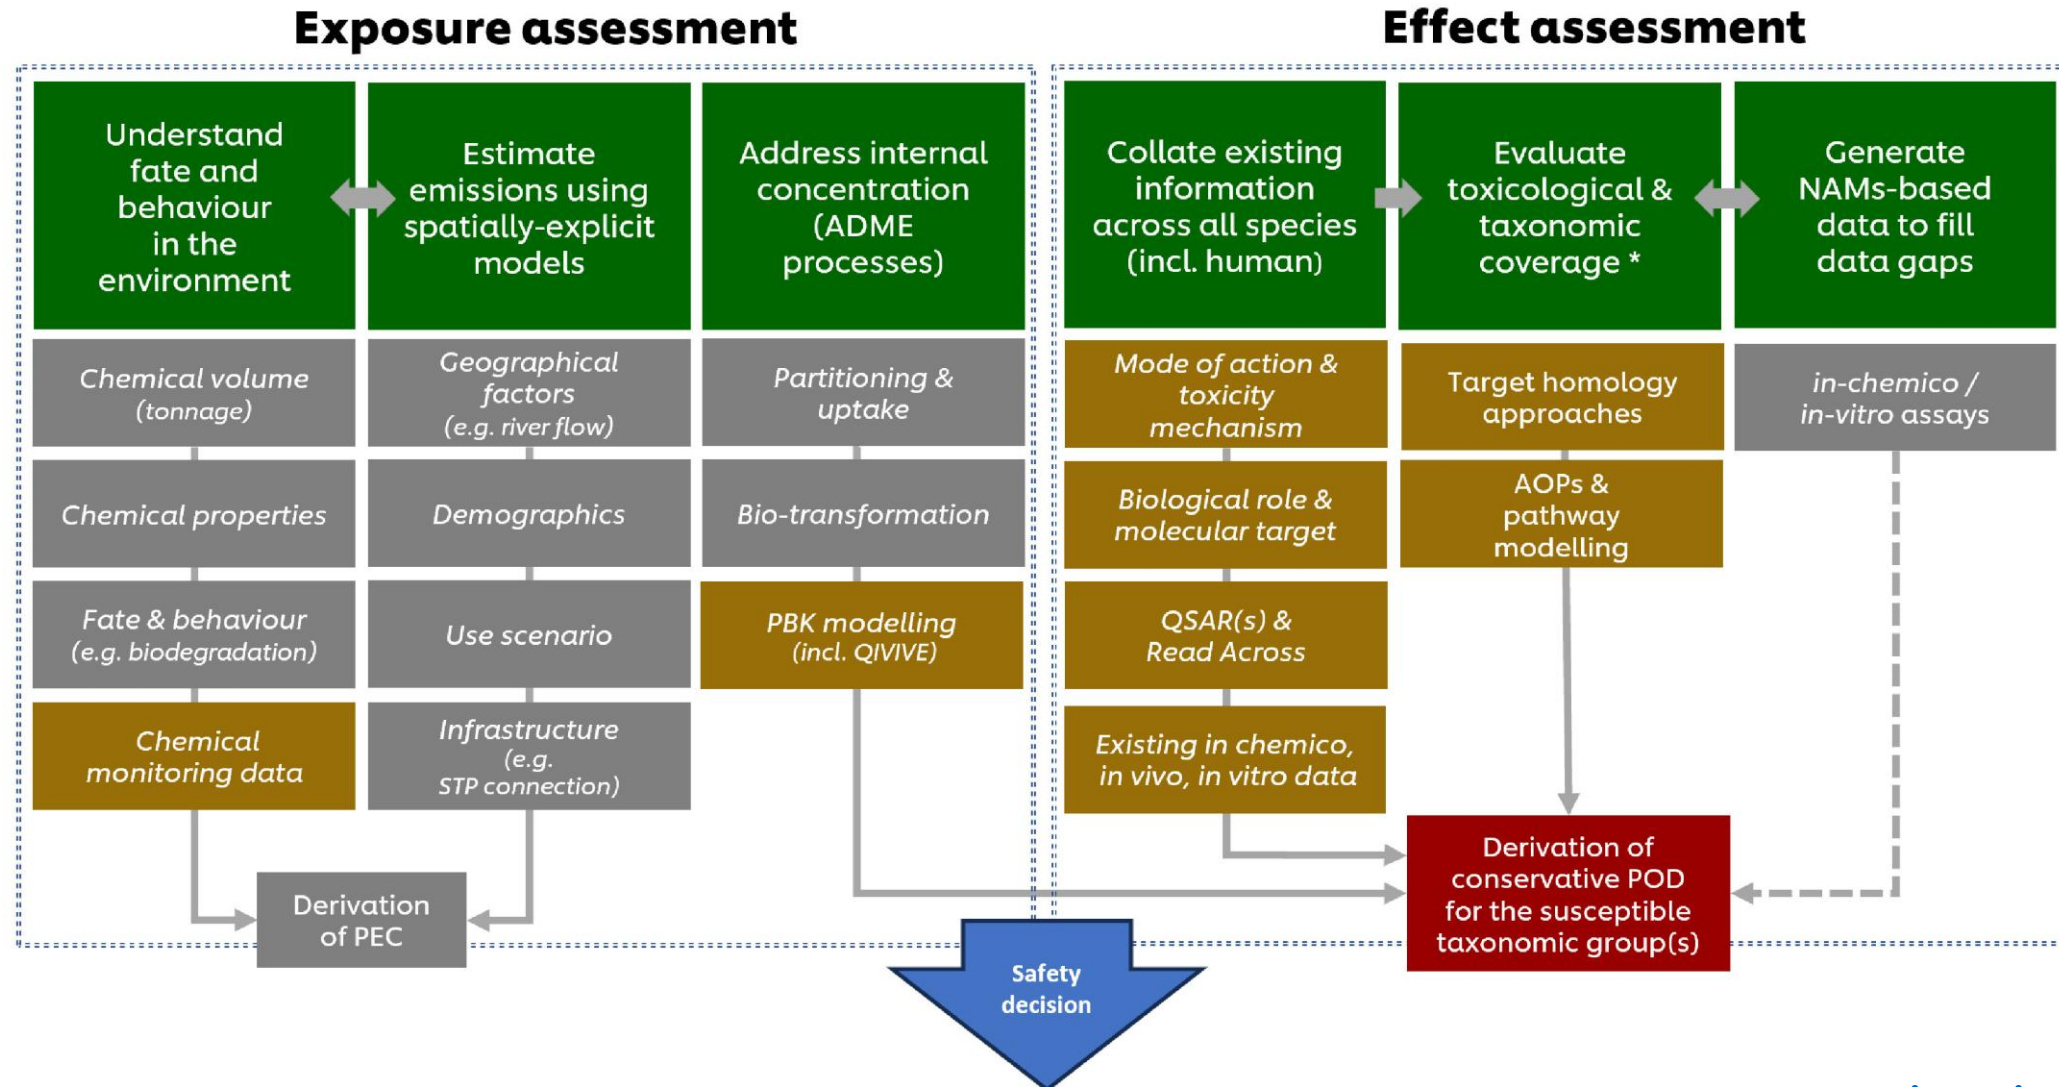 Exposure assessment
Understand
fate and
behaviour
in the
environment
Estimate
emissions using
spatially-explicit
models
Address internal
concentration
(ADME
processes)
Chemical volume
(tonnage)
Chemical properties
Fate & behaviour
(e.g. biodegradation)
Chemical
monitoring data
Geographical
factors
(e.g. river flow)
Demographics
Use scenario
Infrastructure
(e.g.
STP connection)
Partitioning &
uptake
Bio-transformation
PBK modelling
(incl. QIVIVE)
Derivation
of PEC
Effect assessment
Collate existing
information
across all species
(incl. human)
Evaluate
toxicological &
taxonomic
coverage *
Generate
NAMs-based
data to fill
data gaps
Mode of action &
toxicity
mechanism
Biological role &
molecular target
QSAR(s) &
Read Across
Existing in chemico,
in vivo, in vitro data
Target homology
approaches
AOPs &
pathway
modelling
in-chemico /
in-vitro assays
Derivation of
conservative POD
for the susceptible
taxonomic group(s)
Safety
decision